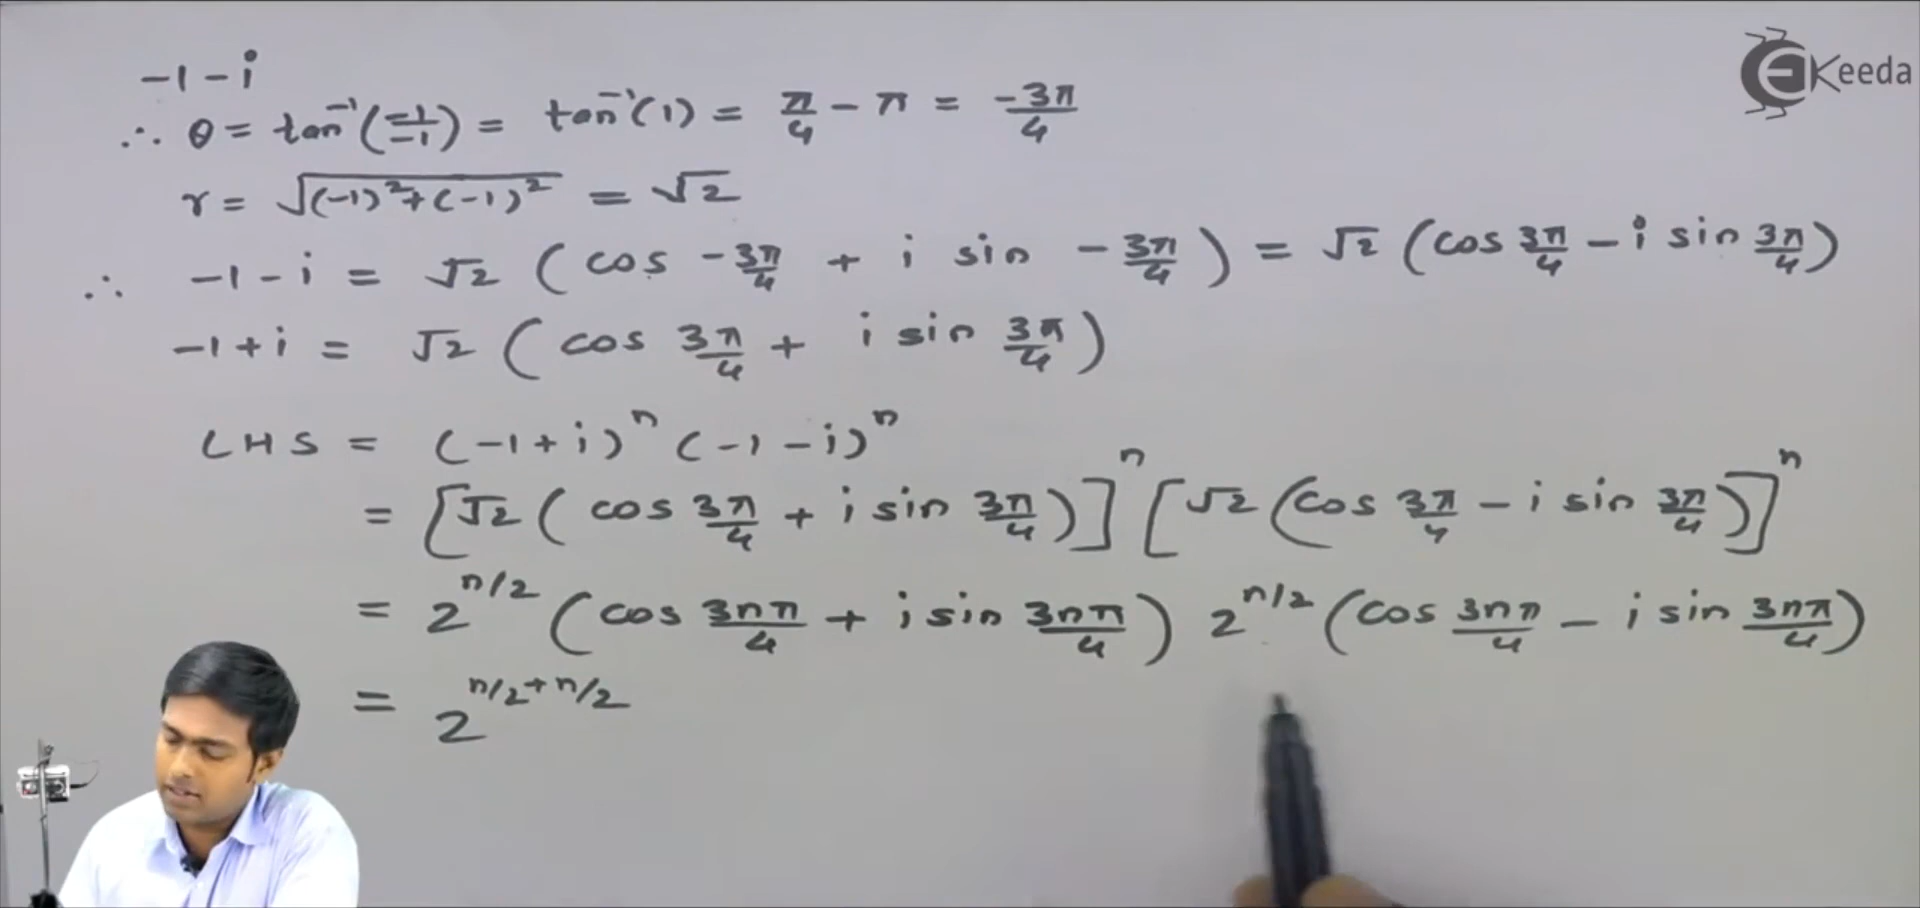 Keeda
-1-i
∴ θ = tan⁻¹(-1/-1) = tan⁻¹(1) = π/4 - π = -3π/4
r = √((-1)²+(-1)²) = √2
∴ -1-i = √2 (cos -3π/4 + i sin -3π/4) = √2 (cos 3π/4 - i sin 3π/4)
-1+i = √2 (cos 3π/4 + i sin 3π/4)
LHS = (-1+i)ⁿ (-1-i)ⁿ
= [√2 (cos 3π/4 + i sin 3π/4)]ⁿ [√2 (cos 3π/4 - i sin 3π/4)]ⁿ
= 2^(n/2) (cos 3nπ/4 + i sin 3nπ/4) 2^(n/2) (cos 3nπ/4 - i sin 3nπ/4)
= 2^(n/2+n/2)